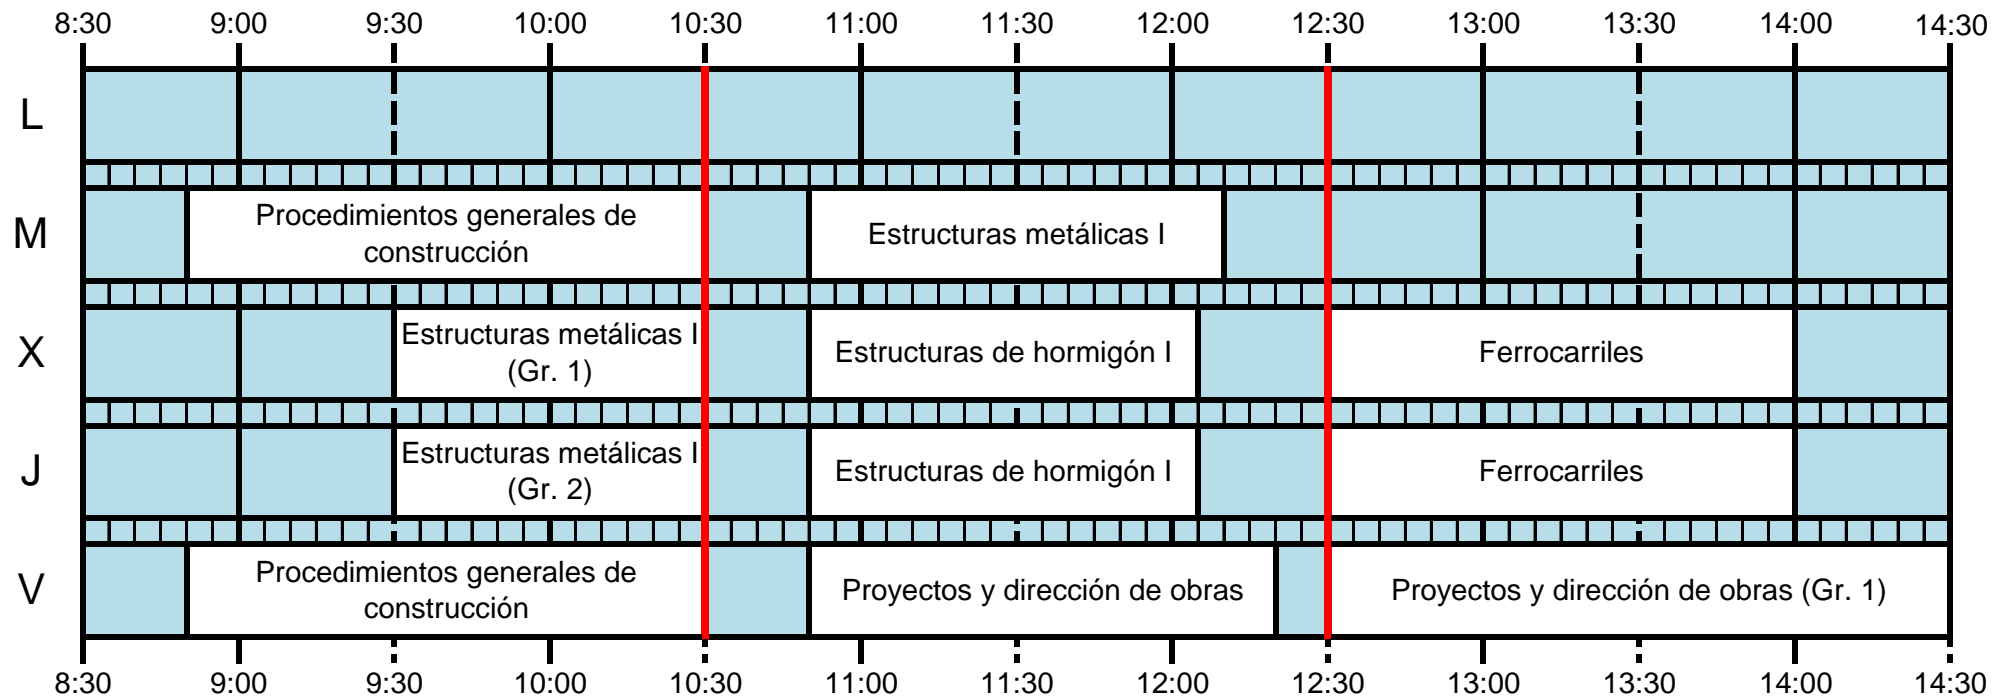 8:30 9:00 9:30 10:00 10:30 11:00 11:30 12:00 12:30 13:00 13:30 14:00 14:30
L
M
Procedimientos generales de
construcción
Estructuras metálicas I
X
Estructuras metálicas I
(Gr. 1)
Estructuras de hormigón I
Ferrocarriles
J
Estructuras metálicas I
(Gr. 2)
Estructuras de hormigón I
Ferrocarriles
V
Procedimientos generales de
construcción
Proyectos y dirección de obras
Proyectos y dirección de obras (Gr. 1)
8:30 9:00 9:30 10:00 10:30 11:00 11:30 12:00 12:30 13:00 13:30 14:00 14:30